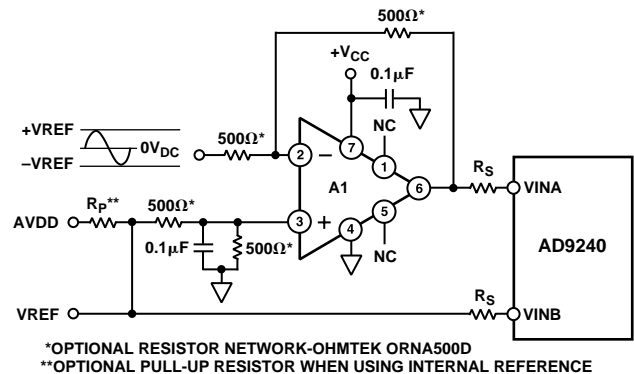 500Ω*
+VCC
0.1µF
NC
+VREF
0VDC
–VREF
500Ω*
2
–
7
1
A1
6
RS
VINA
RP**
500Ω*
3
+
5
4
AVDD
0.1µF
500Ω*
NC
AD9240
VREF
RS
VINB
*OPTIONAL RESISTOR NETWORK-OHMTEK ORNA500D
**OPTIONAL PULL-UP RESISTOR WHEN USING INTERNAL REFERENCE